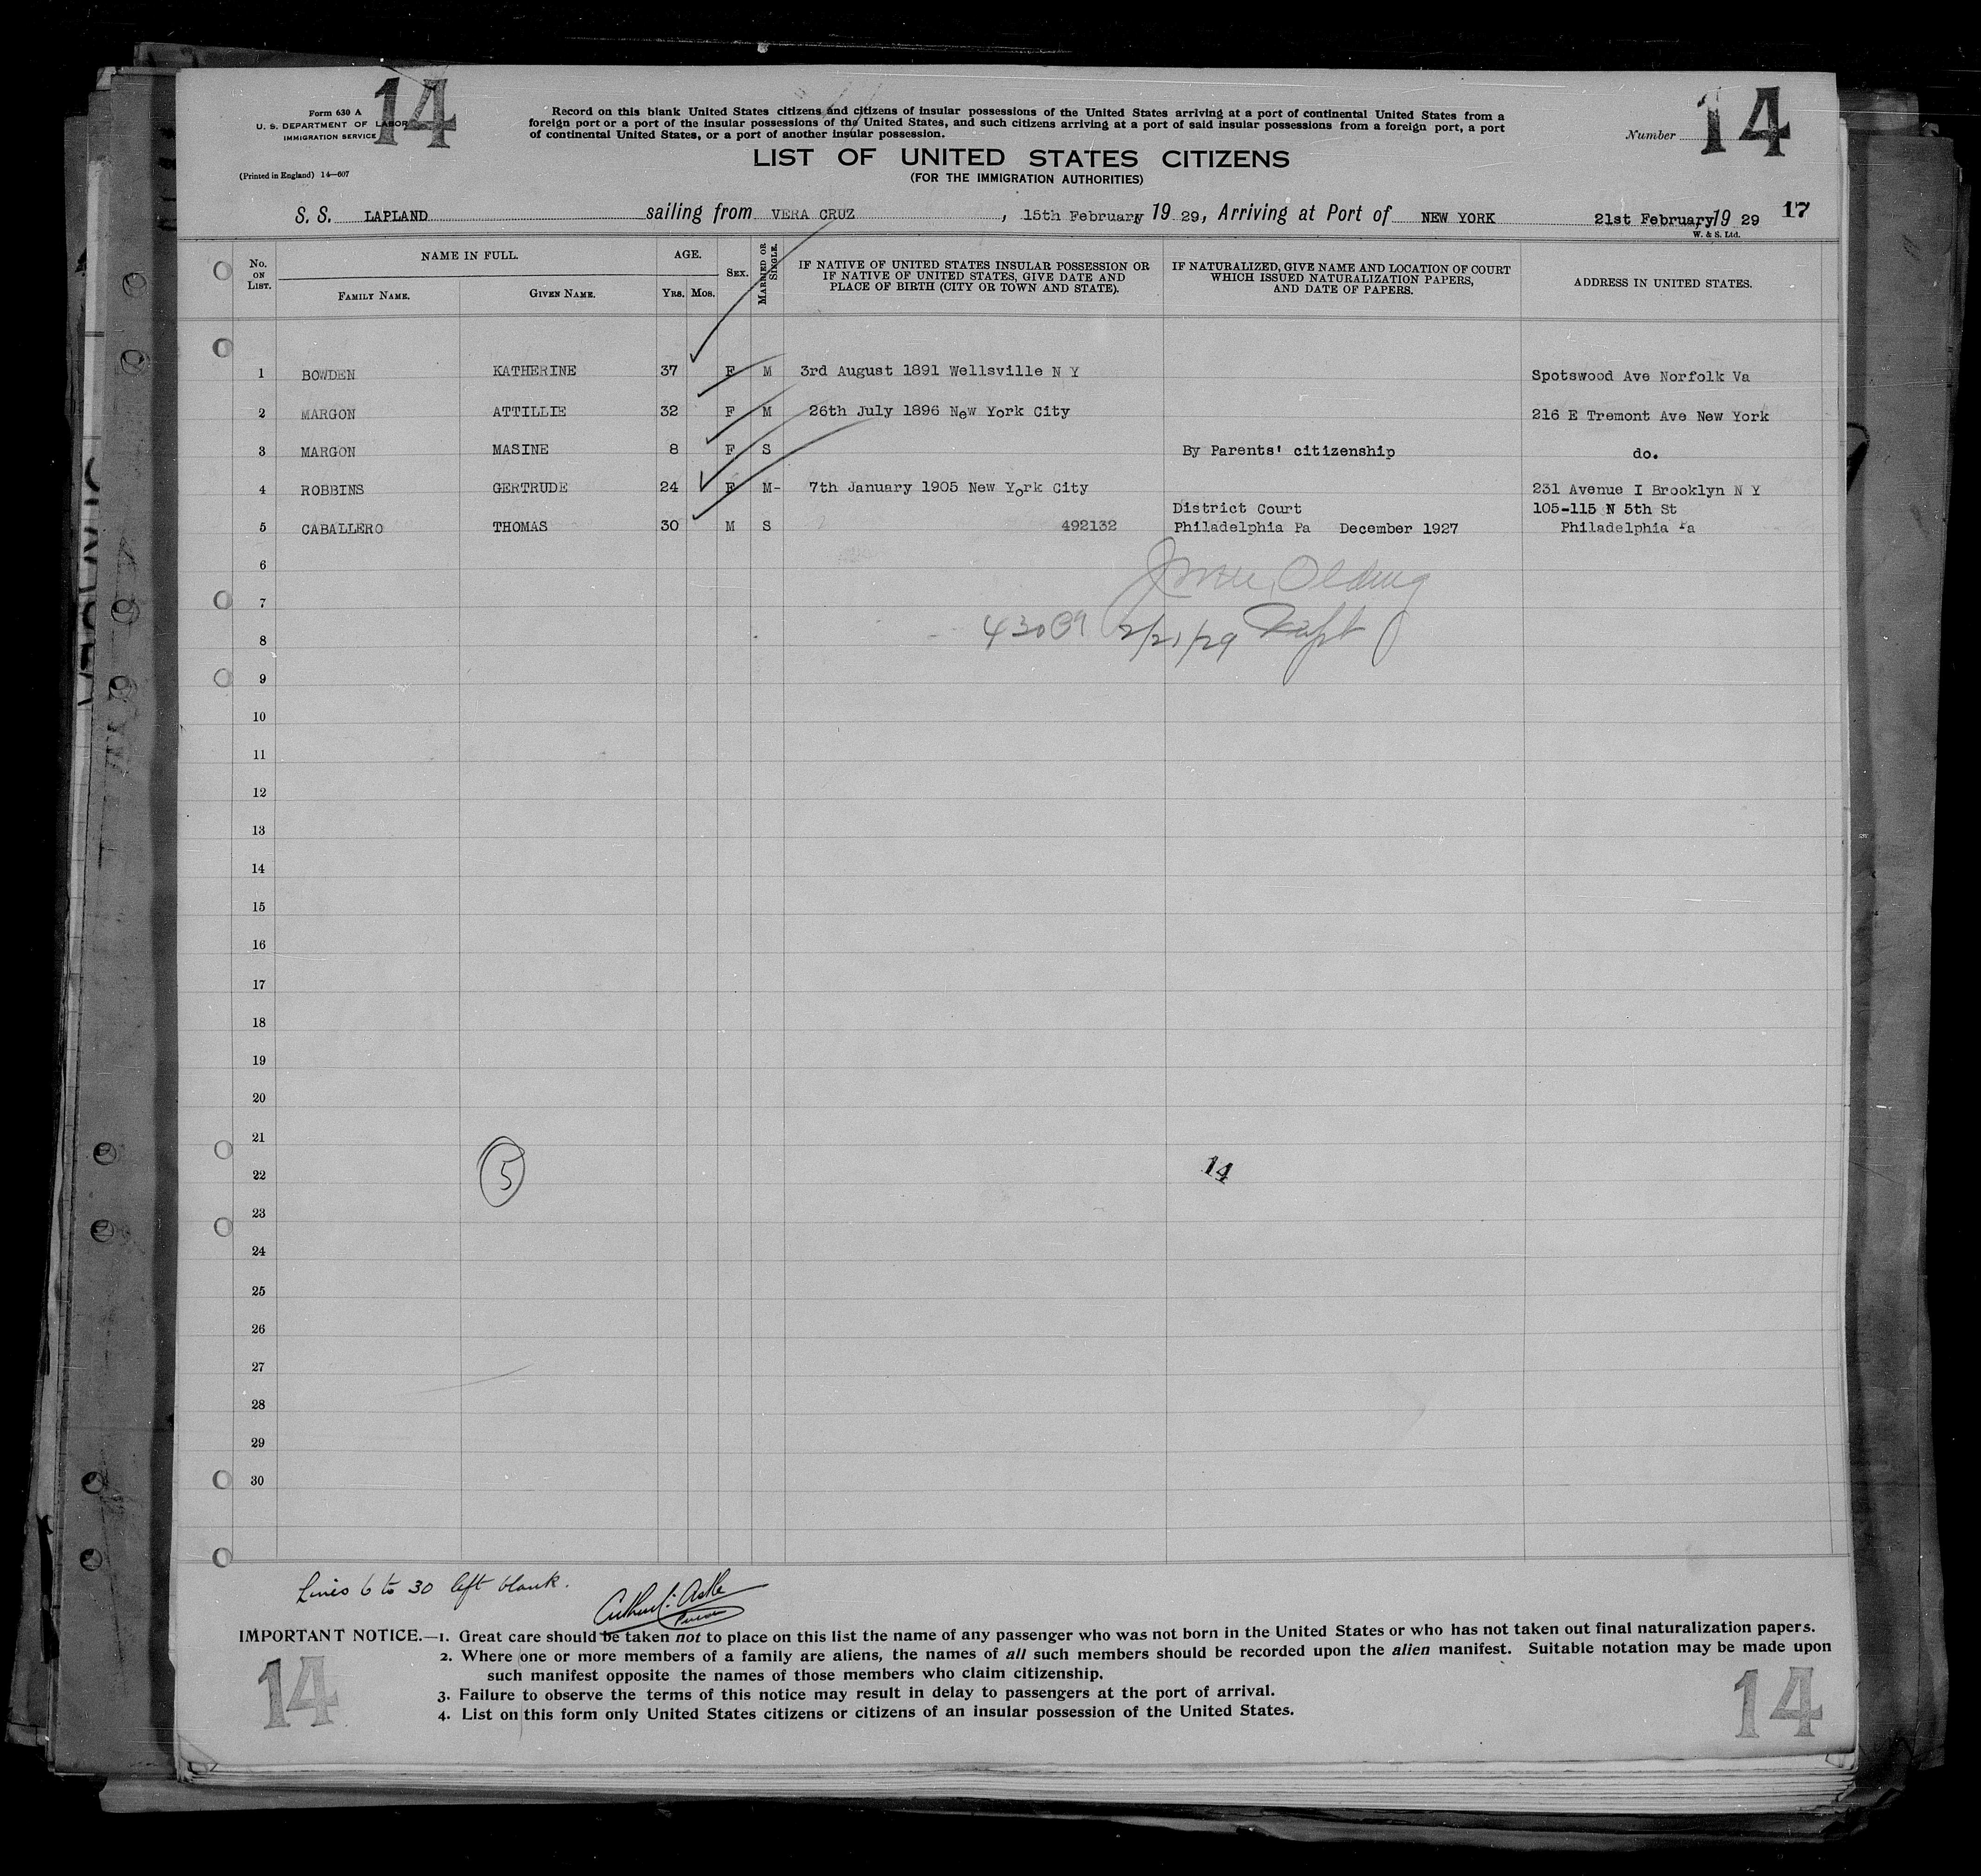 14
Form 630 A
U. S. DEPARTMENT OF LABOR
IMMIGRATION SERVICE
(Printed in England) 14—607
Record on this blank United States citizens and citizens of insular possessions of the United States arriving at a port of continental United States from a
foreign port or a port of the insular possessions of the United States, and such citizens arriving at a port of said insular possessions from a foreign port, a port
of continental United States, or a port of another insular possession.
Number 14
LIST OF UNITED STATES CITIZENS
(FOR THE IMMIGRATION AUTHORITIES)
S. S. LAPLAND sailing from VERA CRUZ, 15th February, 19 29, Arriving at Port of NEW YORK 21st February, 19 29 17
W. & S. Ltd.
No. ON LIST. NAME IN FULL. FAMILY NAME. GIVEN NAME. AGE. YRS. MOS. SEX. MARRIED OR SINGLE. IF NATIVE OF UNITED STATES INSULAR POSSESSION OR IF NATIVE OF UNITED STATES, GIVE DATE AND PLACE OF BIRTH (CITY OR TOWN AND STATE). IF NATURALIZED, GIVE NAME AND LOCATION OF COURT WHICH ISSUED NATURALIZATION PAPERS, AND DATE OF PAPERS. ADDRESS IN UNITED STATES.
1 BOWDEN KATHERINE 37 F M 3rd August 1891 Wellsville N Y Spotswood Ave Norfolk Va
2 MARGON ATTILLIE 32 F M 26th July 1896 New York City 216 E Tremont Ave New York
3 MARGON MASINE 8 F S By Parents' citizenship do.
4 ROBBINS GERTRUDE 24 F M- 7th January 1905 New York City 231 Avenue I Brooklyn N Y
District Court 105-115 N 5th St
5 CABALLERO THOMAS 30 M S 492132 Philadelphia Pa December 1927 Philadelphia Pa
6
7
8 2/21/29
9
10
11
12
13
14
15
16
17
18
19
20
21
22 5 14
23
24
25
26
27
28
29
30
Lines 6 to 30 left blank.
IMPORTANT NOTICE.—1. Great care should be taken not to place on this list the name of any passenger who was not born in the United States or who has not taken out final naturalization papers.
2. Where one or more members of a family are aliens, the names of all such members should be recorded upon the alien manifest. Suitable notation may be made upon
such manifest opposite the names of those members who claim citizenship.
3. Failure to observe the terms of this notice may result in delay to passengers at the port of arrival.
4. List on this form only United States citizens or citizens of an insular possession of the United States.
14 14